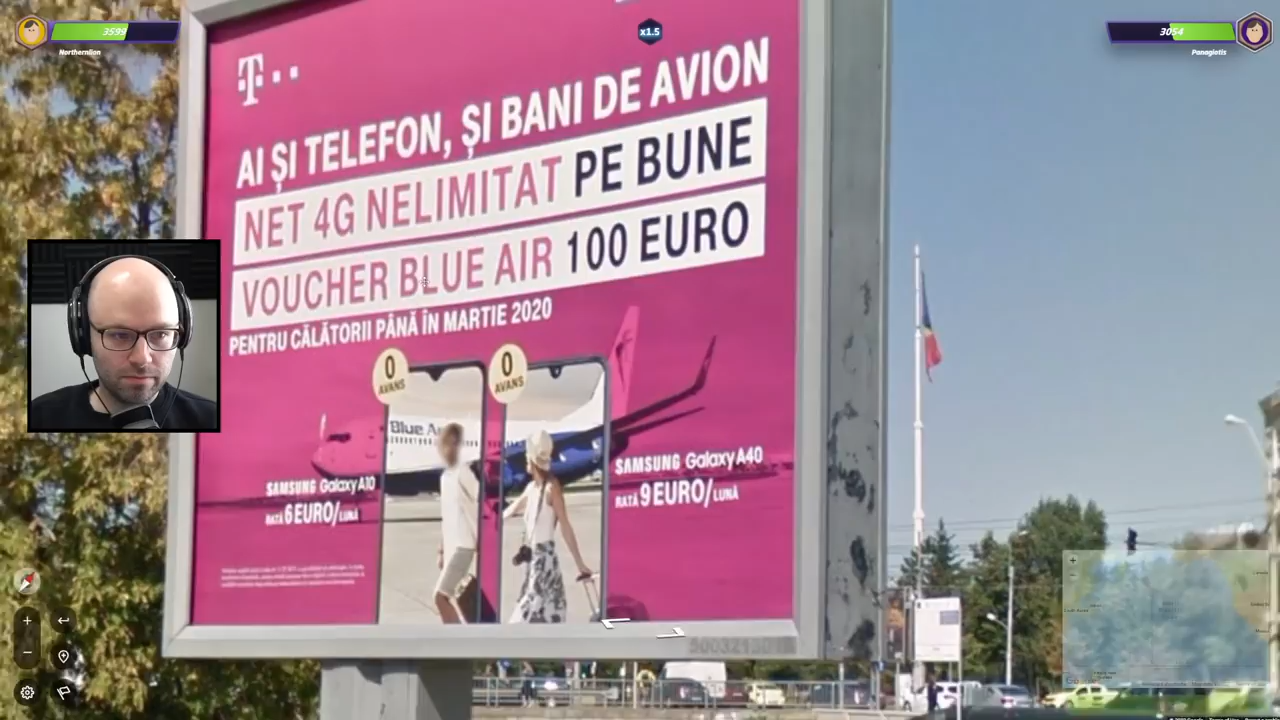 3599
Northernlion
x1.5
3054
Panagiotis
T
AI ȘI TELEFON, ȘI BANI DE AVION
NET 4G NELIMITAT PE BUNE
VOUCHER BLUE AIR 100 EURO
PENTRU CĂLĂTORII PÂNĂ ÎN MARTIE 2020
0
AVANS
0
AVANS
Blue A
SAMSUNG Galaxy A10
RATĂ 6 EURO/LUNĂ
SAMSUNG Galaxy A40
RATĂ 9 EURO/LUNĂ